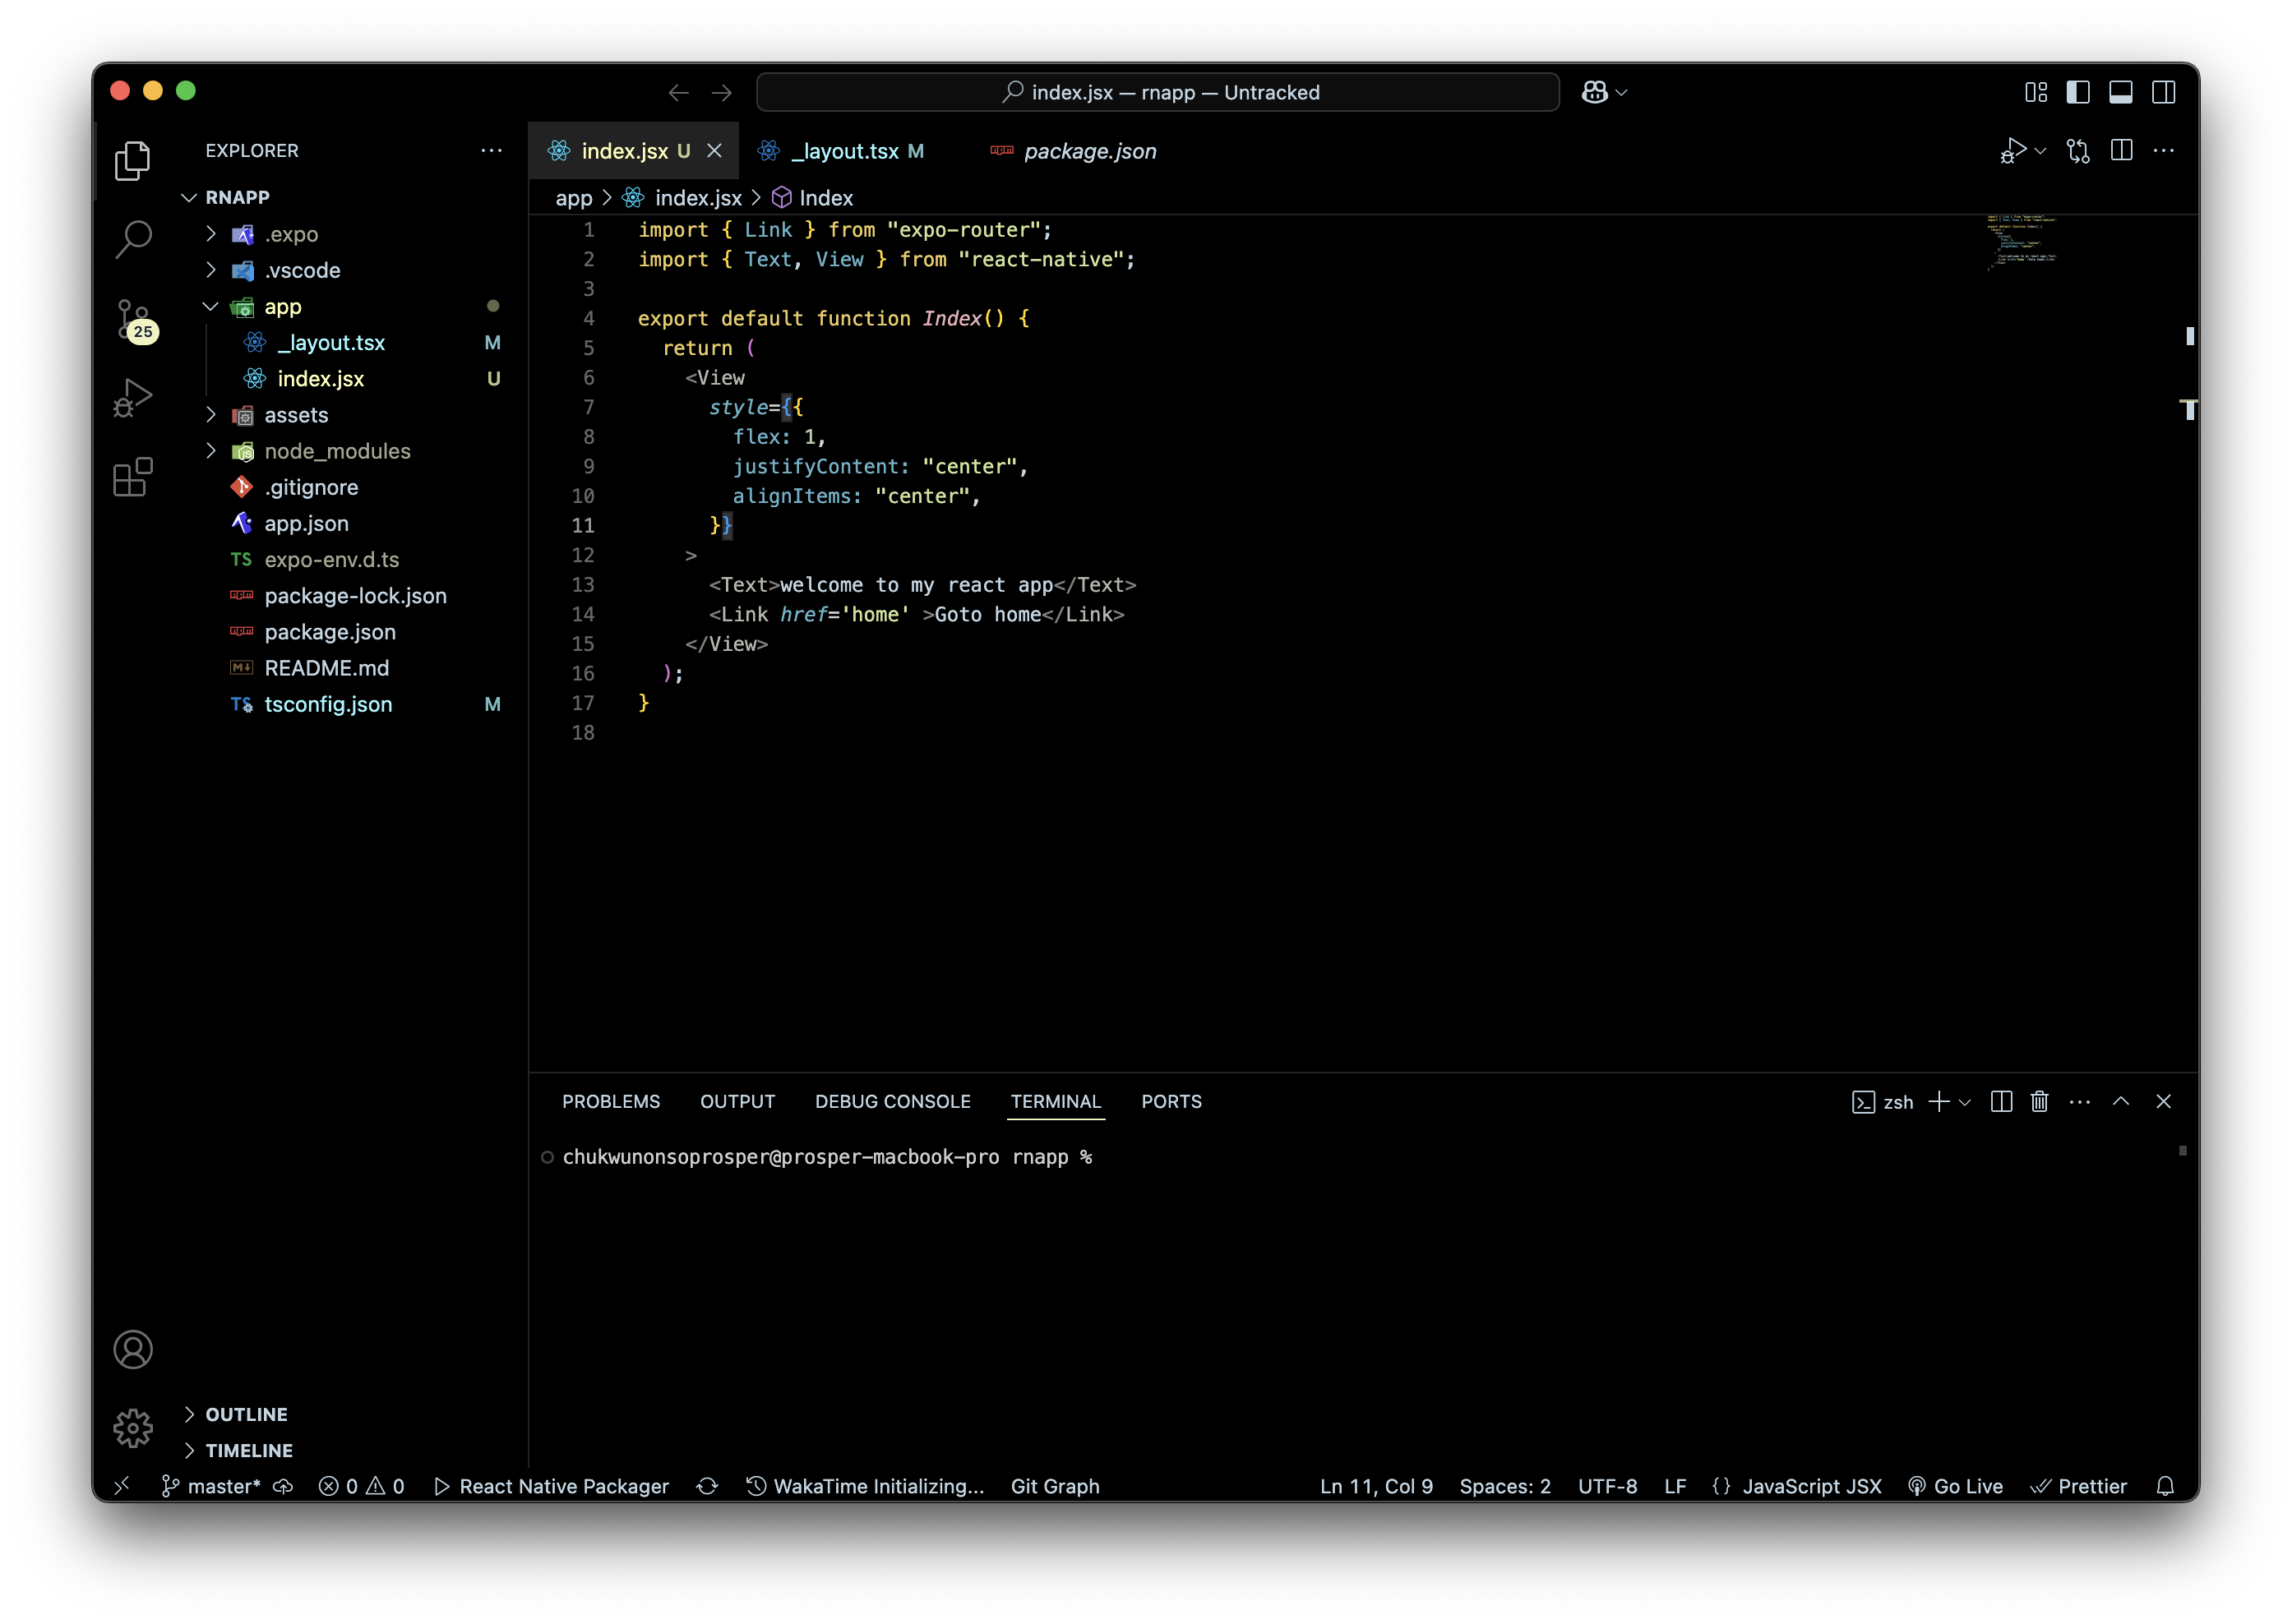 index.jsx — rnapp — Untracked
EXPLORER
RNAPP
.expo
.vscode
app
_layout.tsx M
index.jsx U
assets
node_modules
.gitignore
app.json
expo-env.d.ts
package-lock.json
package.json
README.md
tsconfig.json M
25
OUTLINE
TIMELINE
index.jsx U
_layout.tsx M
package.json
app > index.jsx > Index
1 import { Link } from "expo-router";
2 import { Text, View } from "react-native";
3
4 export default function Index() {
5 return (
6 <View
7 style={{
8 flex: 1,
9 justifyContent: "center",
10 alignItems: "center",
11 }}
12 >
13 <Text>welcome to my react app</Text>
14 <Link href='home' >Goto home</Link>
15 </View>
16 );
17 }
18
PROBLEMS OUTPUT DEBUG CONSOLE TERMINAL PORTS
zsh
chukwunonsoprosper@prosper-macbook-pro rnapp %
master* 0 0 React Native Packager WakaTime Initializing... Git Graph Ln 11, Col 9 Spaces: 2 UTF-8 LF {} JavaScript JSX Go Live Prettier